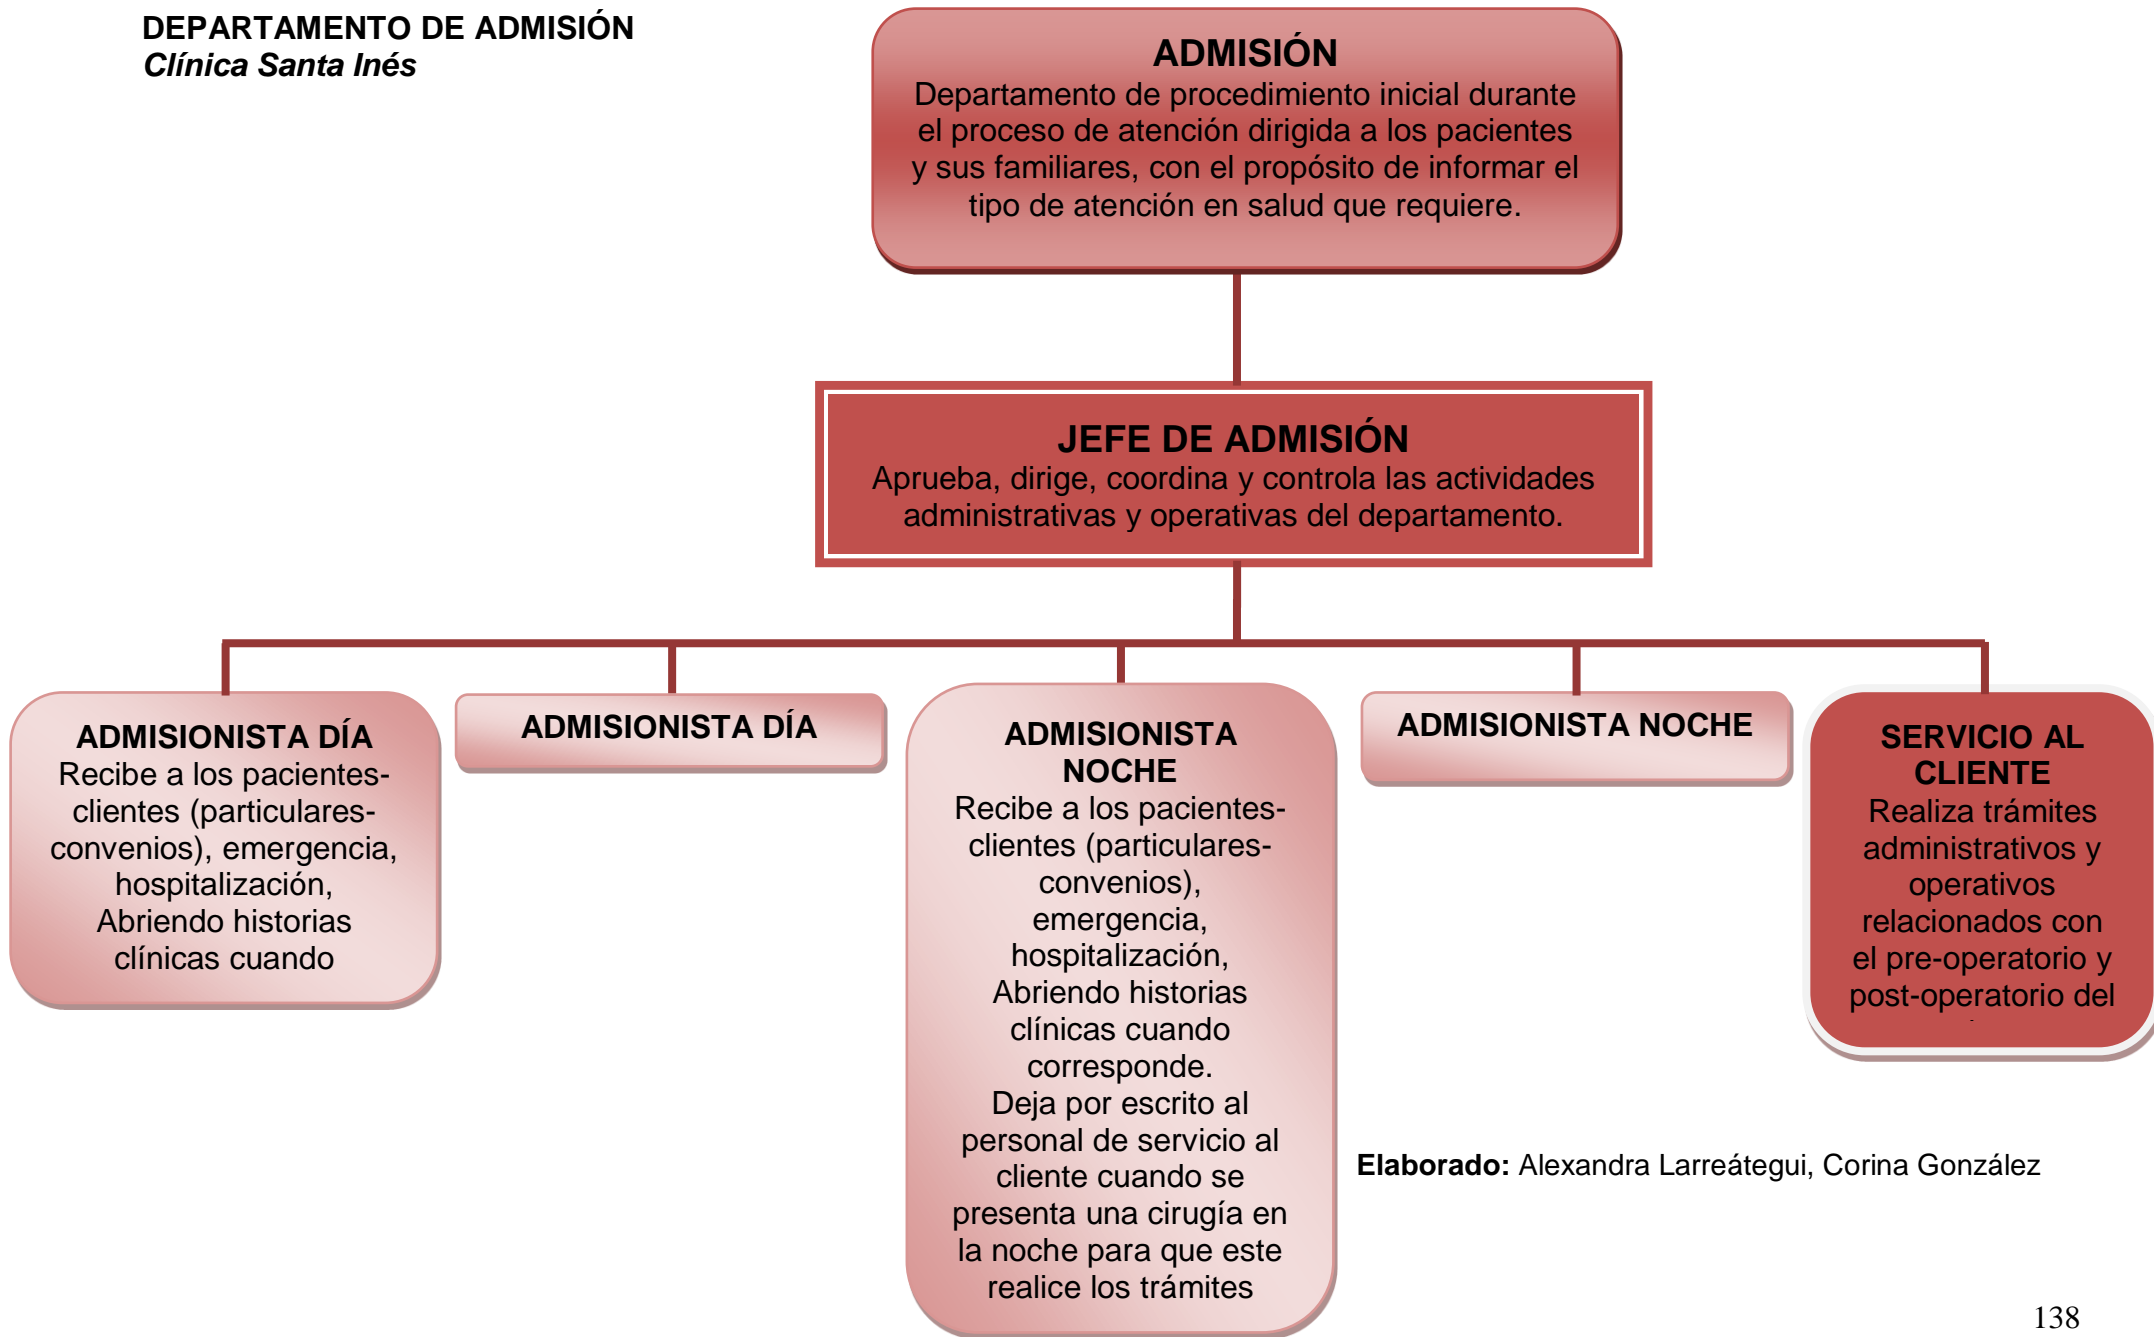 DEPARTAMENTO DE ADMISIÓN
Clínica Santa Inés
ADMISIÓN
Departamento de procedimiento inicial durante
el proceso de atención dirigida a los pacientes
y sus familiares, con el propósito de informar el
tipo de atención en salud que requiere.
JEFE DE ADMISIÓN
Aprueba, dirige, coordina y controla las actividades
administrativas y operativas del departamento.
ADMISIONISTA DÍA
Recibe a los pacientes-
clientes (particulares-
convenios), emergencia,
hospitalización,
Abriendo historias
clínicas cuando
ADMISIONISTA DÍA
ADMISIONISTA
NOCHE
Recibe a los pacientes-
clientes (particulares-
convenios),
emergencia,
hospitalización,
Abriendo historias
clínicas cuando
corresponde.
Deja por escrito al
personal de servicio al
cliente cuando se
presenta una cirugía en
la noche para que este
realice los trámites
ADMISIONISTA NOCHE
SERVICIO AL
CLIENTE
Realiza trámites
administrativos y
operativos
relacionados con
el pre-operatorio y
post-operatorio del
Elaborado: Alexandra Larreátegui, Corina González
138